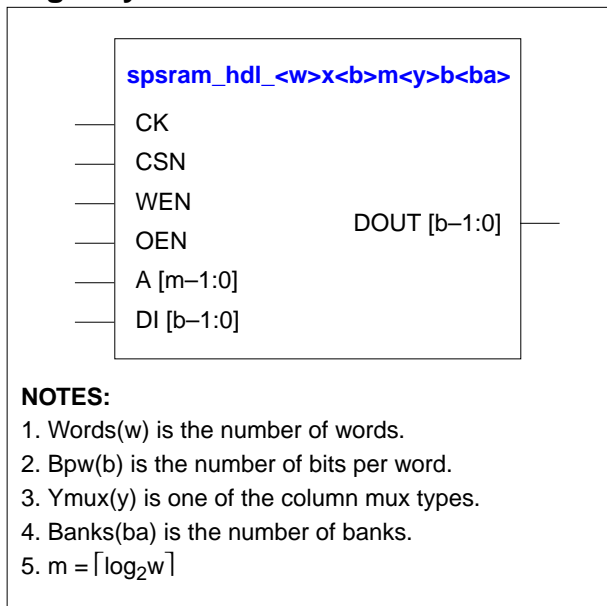 spsram_hdl_<w>x<b>m<y>b<ba>
CK
CSN
WEN
OEN
A [m–1:0]
DI [b–1:0]
DOUT [b–1:0]
NOTES:
1. Words(w) is the number of words.
2. Bpw(b) is the number of bits per word.
3. Ymux(y) is one of the column mux types.
4. Banks(ba) is the number of banks.
5. m = ⌈log₂w⌉